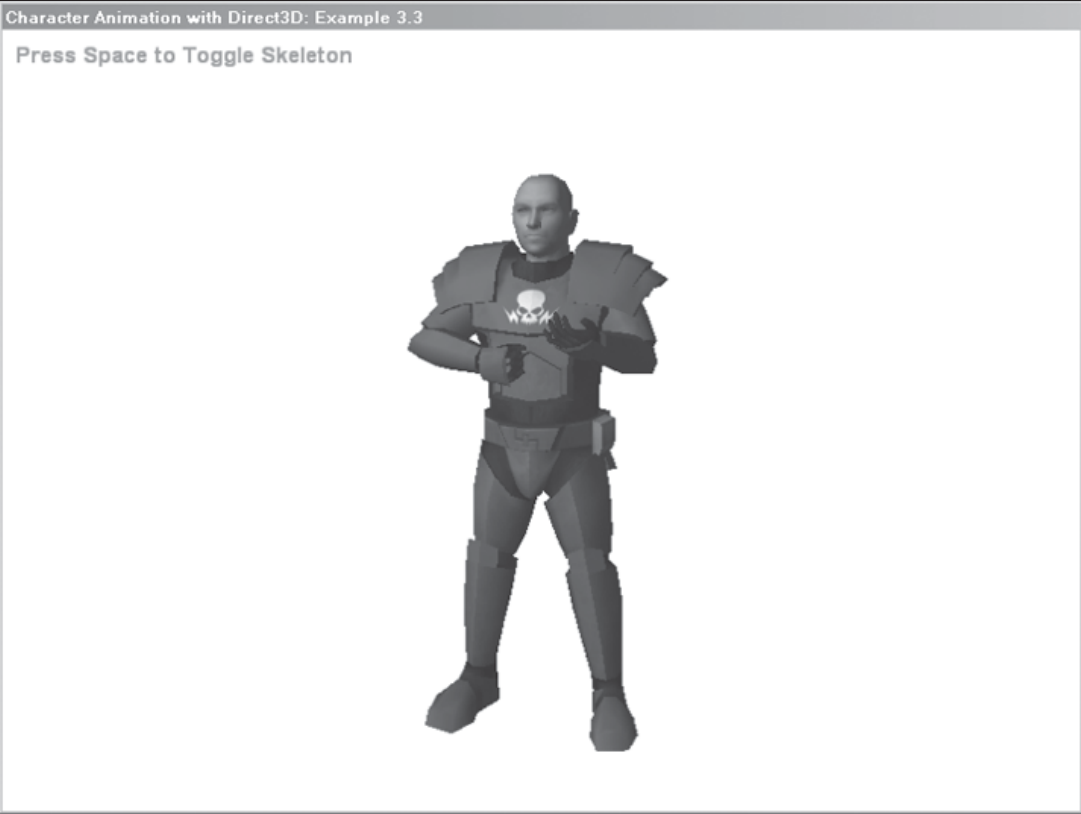 Character Animation with Direct3D: Example 3.3
Press Space to Toggle Skeleton